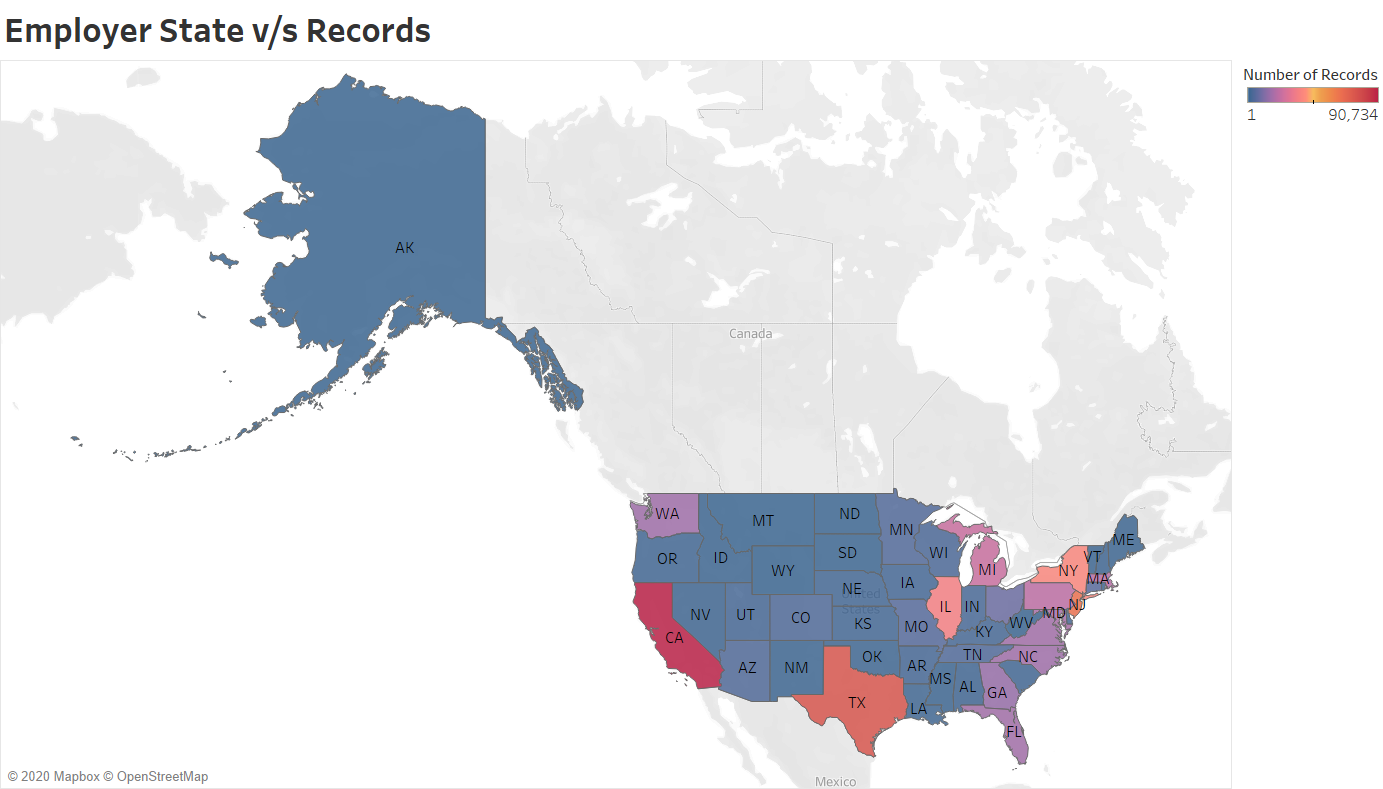 Employer State v/s Records
Number of Records
1 90,734
AK
Canada
WA
MT
ND
MN
ME
OR
ID
SD
WI
VT
WY
MI
NY
MA
NE
IA
United
States
NV
UT
CO
KS
MO
IL
IN
NJ
MD
WV
CA
KY
AZ
NM
OK
AR
TN
NC
TX
LA
MS
AL
GA
FL
Mexico
© 2020 Mapbox © OpenStreetMap